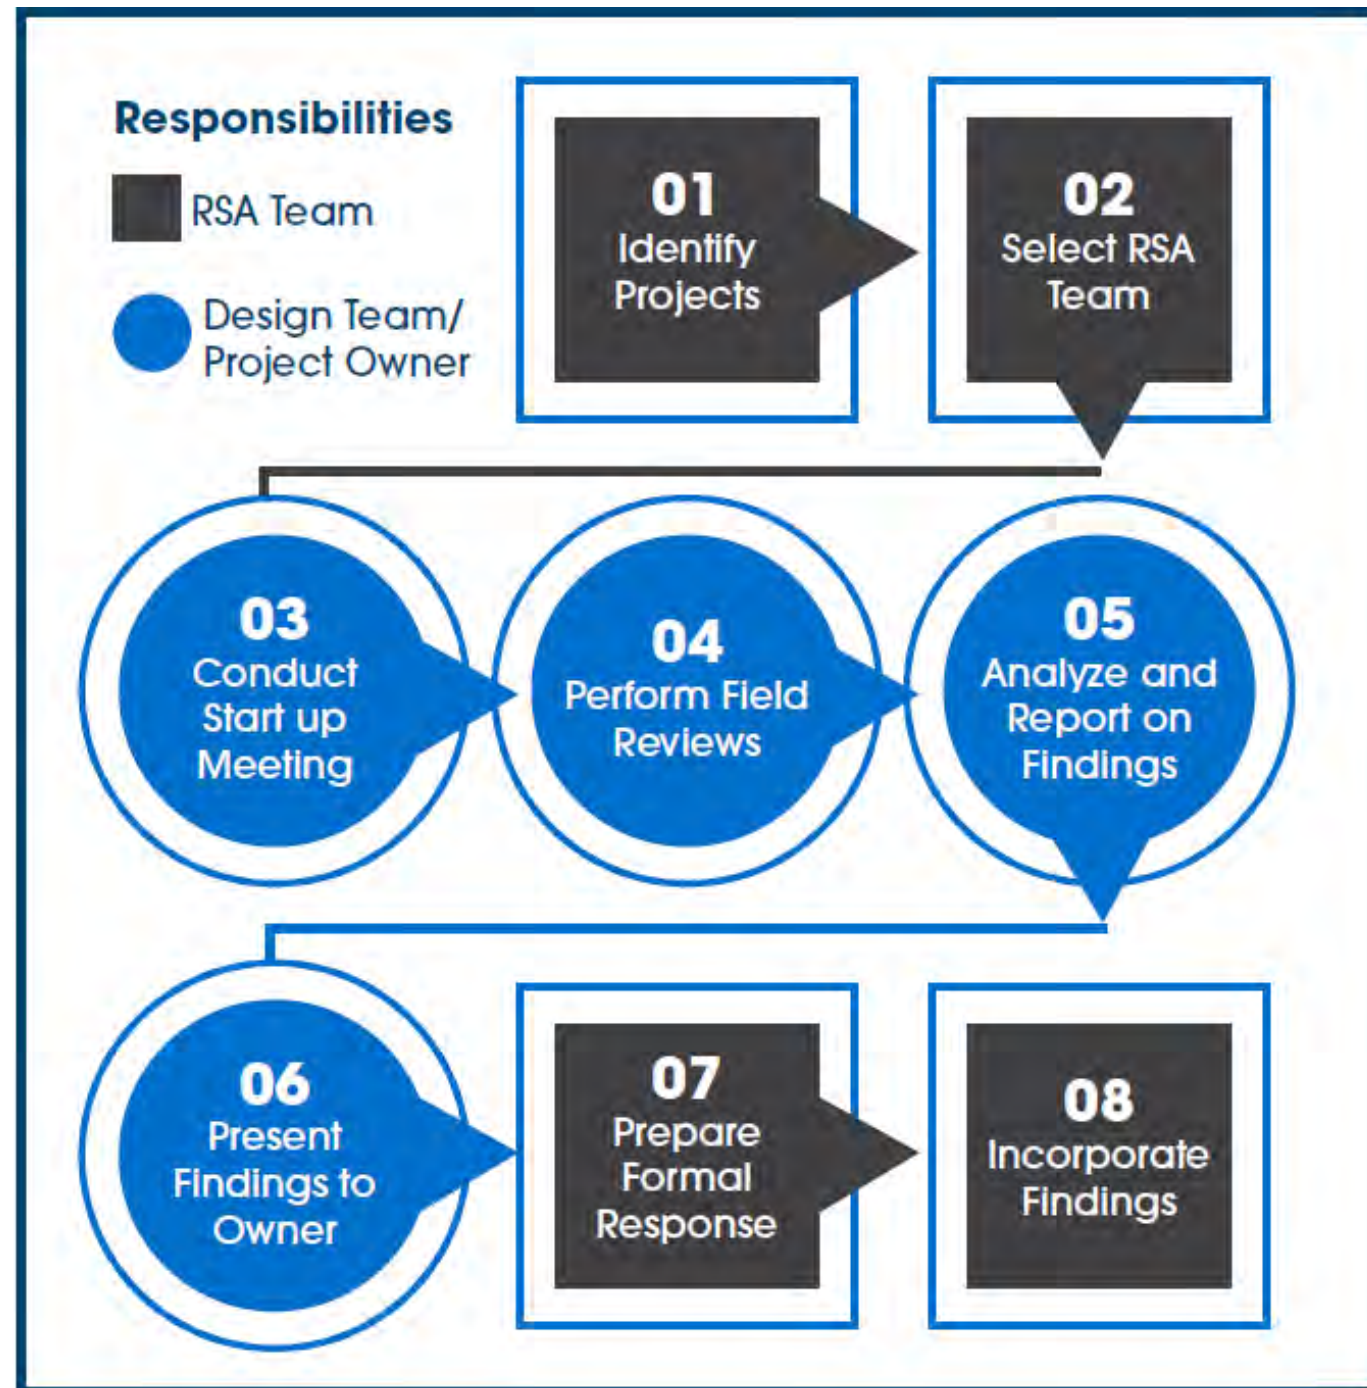 Responsibilities
RSA Team
Design Team/
Project Owner
01
Identify
Projects
02
Select RSA
Team
03
Conduct
Start up
Meeting
04
Perform Field
Reviews
05
Analyze and
Report on
Findings
06
Present
Findings to
Owner
07
Prepare
Formal
Response
08
Incorporate
Findings